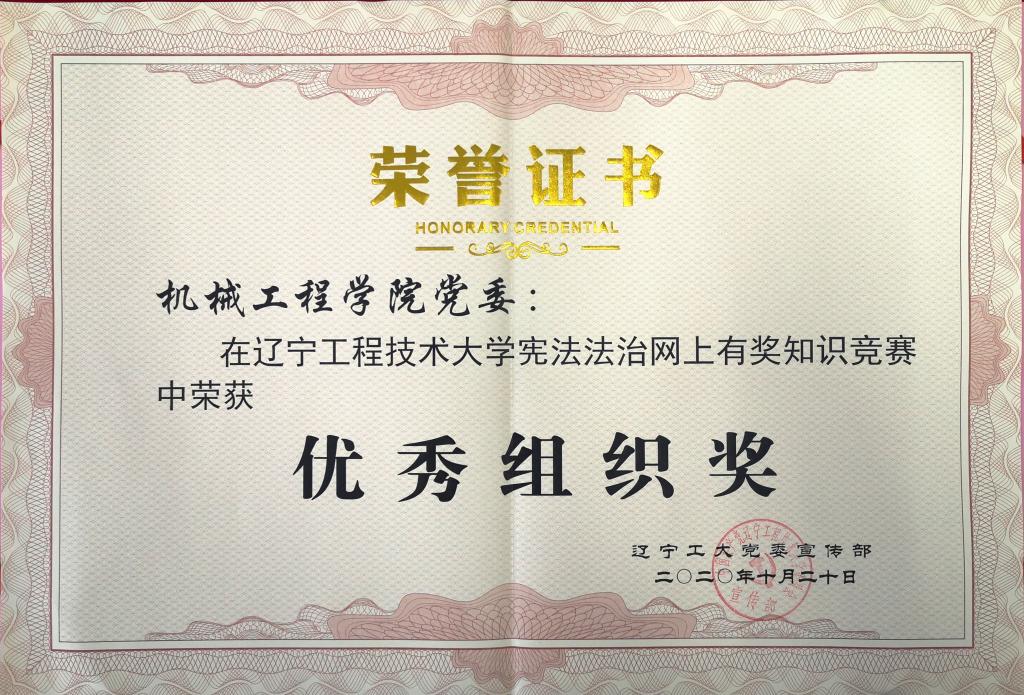 荣誉证书
HONORARY CREDENTIAL
机械工程学院党委：
在辽宁工程技术大学宪法法治网上有奖知识竞赛
中荣获
优秀组织奖
辽宁工大党委宣传部
二〇二〇年十月二十日
宣传部